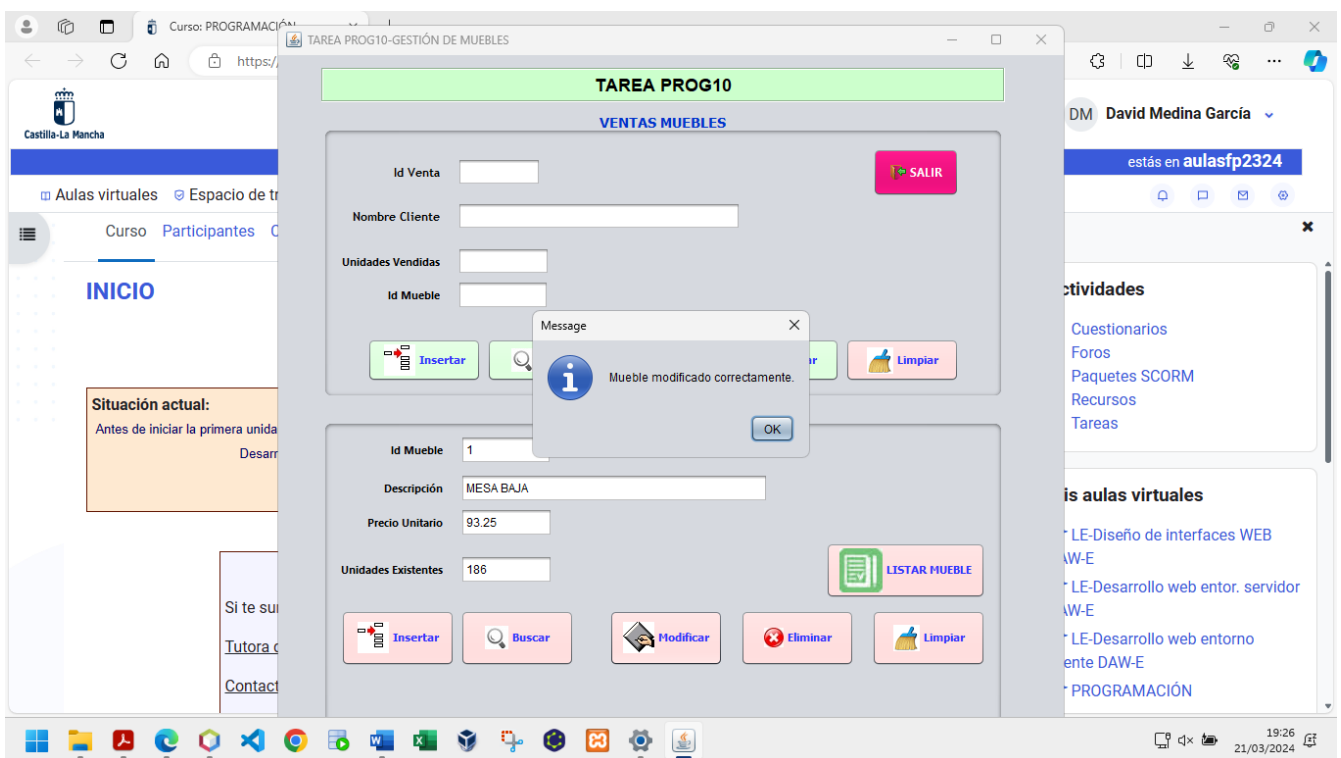 Curso: PROGRAMACIÓN
https:/
Castilla-La Mancha
DM David Medina García
estás en aulasfp2324
Aulas virtuales
Espacio de tr
Curso
Participantes
INICIO
Situación actual:
Antes de iniciar la primera unida
Desarr
Si te su
Tutora
Contact
TAREA PROG10-GESTIÓN DE MUEBLES
TAREA PROG10
VENTAS MUEBLES
Id Venta
SALIR
Nombre Cliente
Unidades Vendidas
Id Mueble
Insertar
ar
Limpiar
Message
Mueble modificado correctamente.
OK
Id Mueble 1
Descripción MESA BAJA
Precio Unitario 93.25
Unidades Existentes 186
LISTAR MUEBLE
Insertar
Buscar
Modificar
Eliminar
Limpiar
ctividades
Cuestionarios
Foros
Paquetes SCORM
Recursos
Tareas
is aulas virtuales
LE-Diseño de interfaces WEB
AW-E
LE-Desarrollo web entor. servidor
AW-E
LE-Desarrollo web entorno
ente DAW-E
PROGRAMACIÓN
19:26
21/03/2024